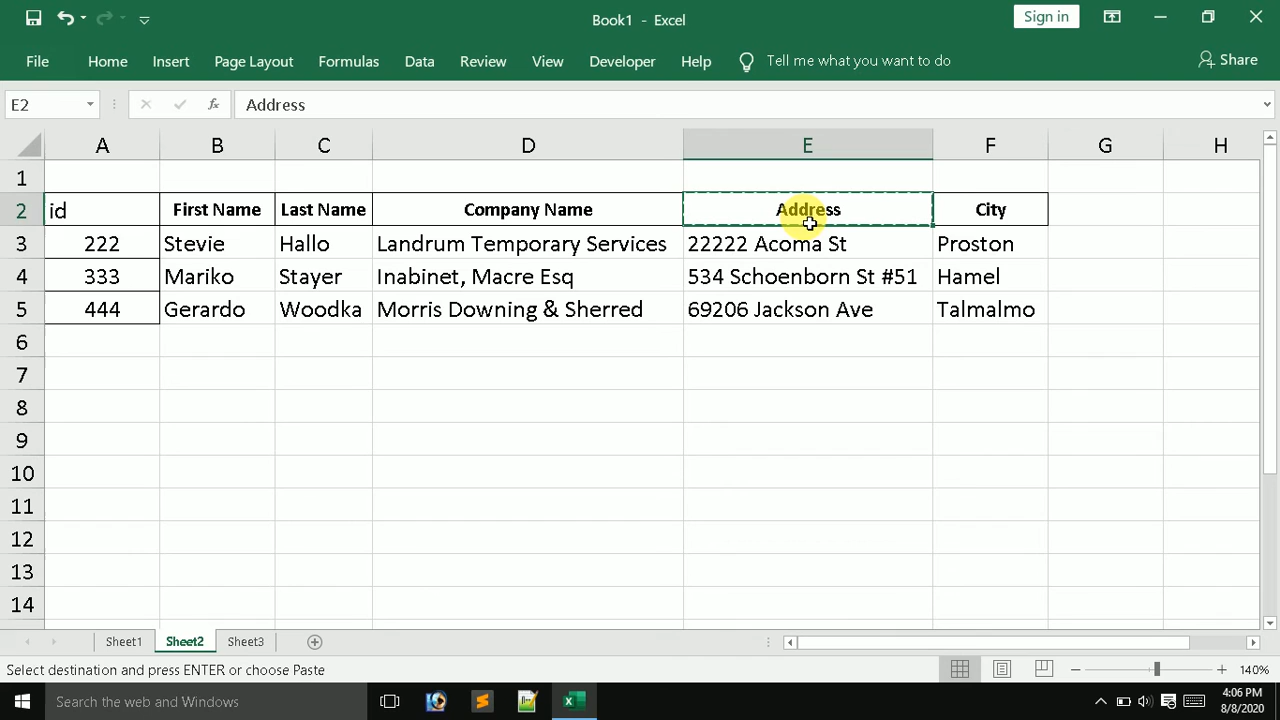 Book1 - Excel
Sign in
File Home Insert Page Layout Formulas Data Review View Developer Help Tell me what you want to do Share
E2 fx Address
A B C D E F G H
1
2 id First Name Last Name Company Name Address City
3 222 Stevie Hallo Landrum Temporary Services 22222 Acoma St Proston
4 333 Mariko Stayer Inabinet, Macre Esq 534 Schoenborn St #51 Hamel
5 444 Gerardo Woodka Morris Downing & Sherred 69206 Jackson Ave Talmalmo
6
7
8
9
10
11
12
13
14
Sheet1 Sheet2 Sheet3
Select destination and press ENTER or choose Paste 140%
Search the web and Windows
4:06 PM
8/8/2020